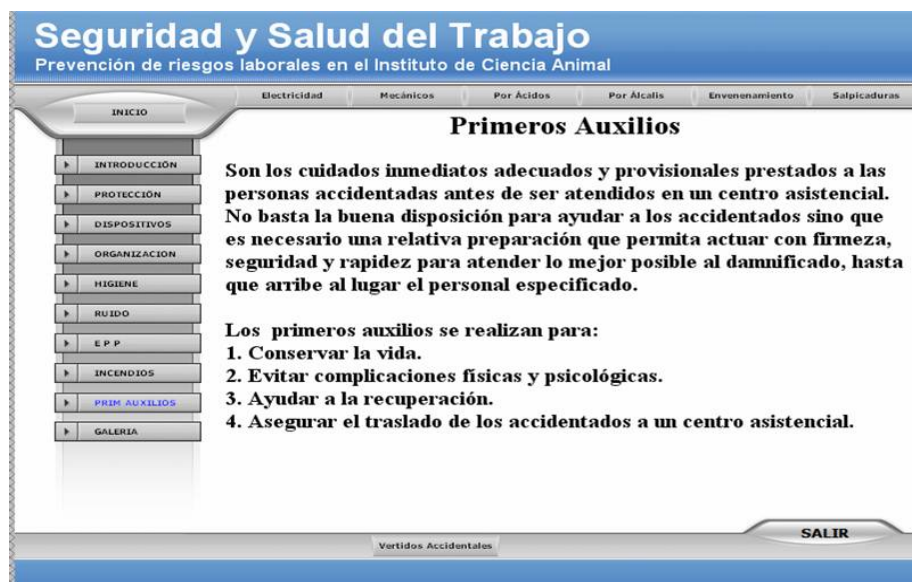 Seguridad y Salud del Trabajo
Prevención de riesgos laborales en el Instituto de Ciencia Animal
Electricidad Mecánicos Por Ácidos Por Álcalis Envenenamiento Salpicaduras
INICIO
INTRODUCCIÓN
PROTECCIÓN
DISPOSITIVOS
ORGANIZACION
HIGIENE
RUIDO
E P P
INCENDIOS
PRIM AUXILIOS
GALERIA
Primeros Auxilios
Son los cuidados inmediatos adecuados y provisionales prestados a las
personas accidentadas antes de ser atendidos en un centro asistencial.
No basta la buena disposición para ayudar a los accidentados sino que
es necesario una relativa preparación que permita actuar con firmeza,
seguridad y rapidez para atender lo mejor posible al damnificado, hasta
que arribe al lugar el personal especificado.
Los primeros auxilios se realizan para:
1. Conservar la vida.
2. Evitar complicaciones físicas y psicológicas.
3. Ayudar a la recuperación.
4. Asegurar el traslado de los accidentados a un centro asistencial.
SALIR
Vertidos Accidentales